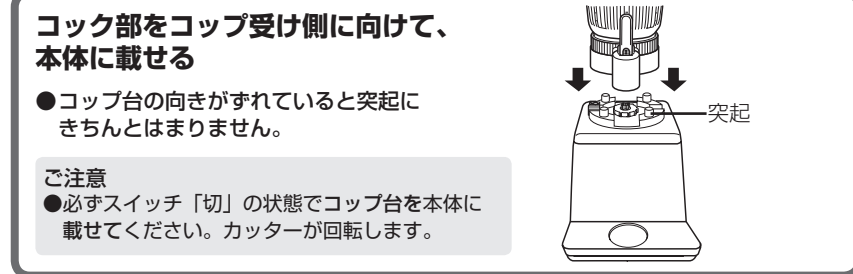 コック部をコップ受け側に向けて、
本体に載せる
●コップ台の向きがずれていると突起に
きちんとはまりません。
突起
ご注意
●必ずスイッチ「切」の状態でコップ台を本体に
載せてください。カッターが回転します。